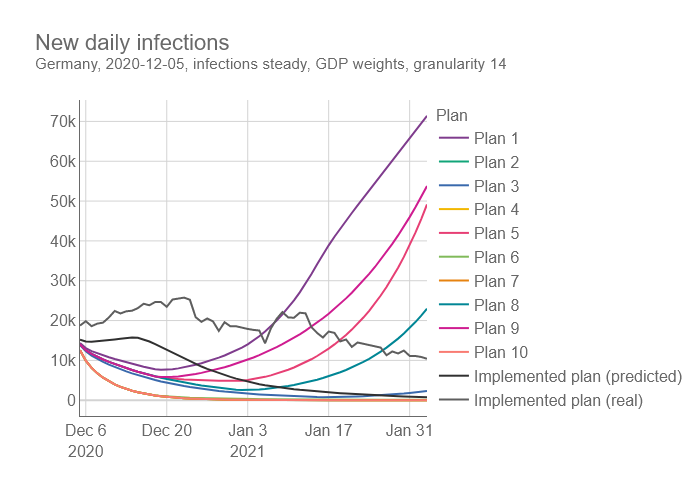 New daily infections
Germany, 2020-12-05, infections steady, GDP weights, granularity 14
70k
60k
50k
40k
30k
20k
10k
0
Dec 6
2020
Dec 20
Jan 3
2021
Jan 17
Jan 31
Plan
Plan 1
Plan 2
Plan 3
Plan 4
Plan 5
Plan 6
Plan 7
Plan 8
Plan 9
Plan 10
Implemented plan (predicted)
Implemented plan (real)